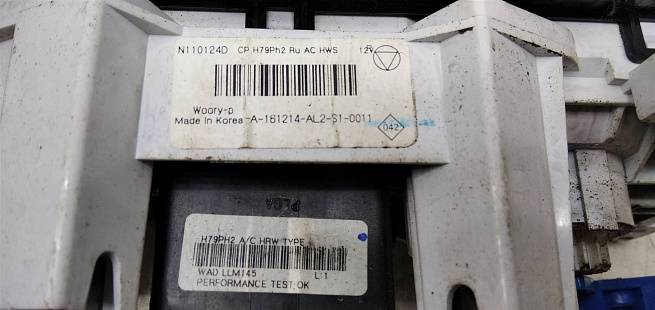 N110124D CP H79Ph2 Ru AC HWS 12V
Woory-p
Made In Korea -A-161214-AL2-S1-0011
042
H79PH2 A/C HRW TYPE
WAD LLM145 L:1
PERFORMANCE TEST,OK